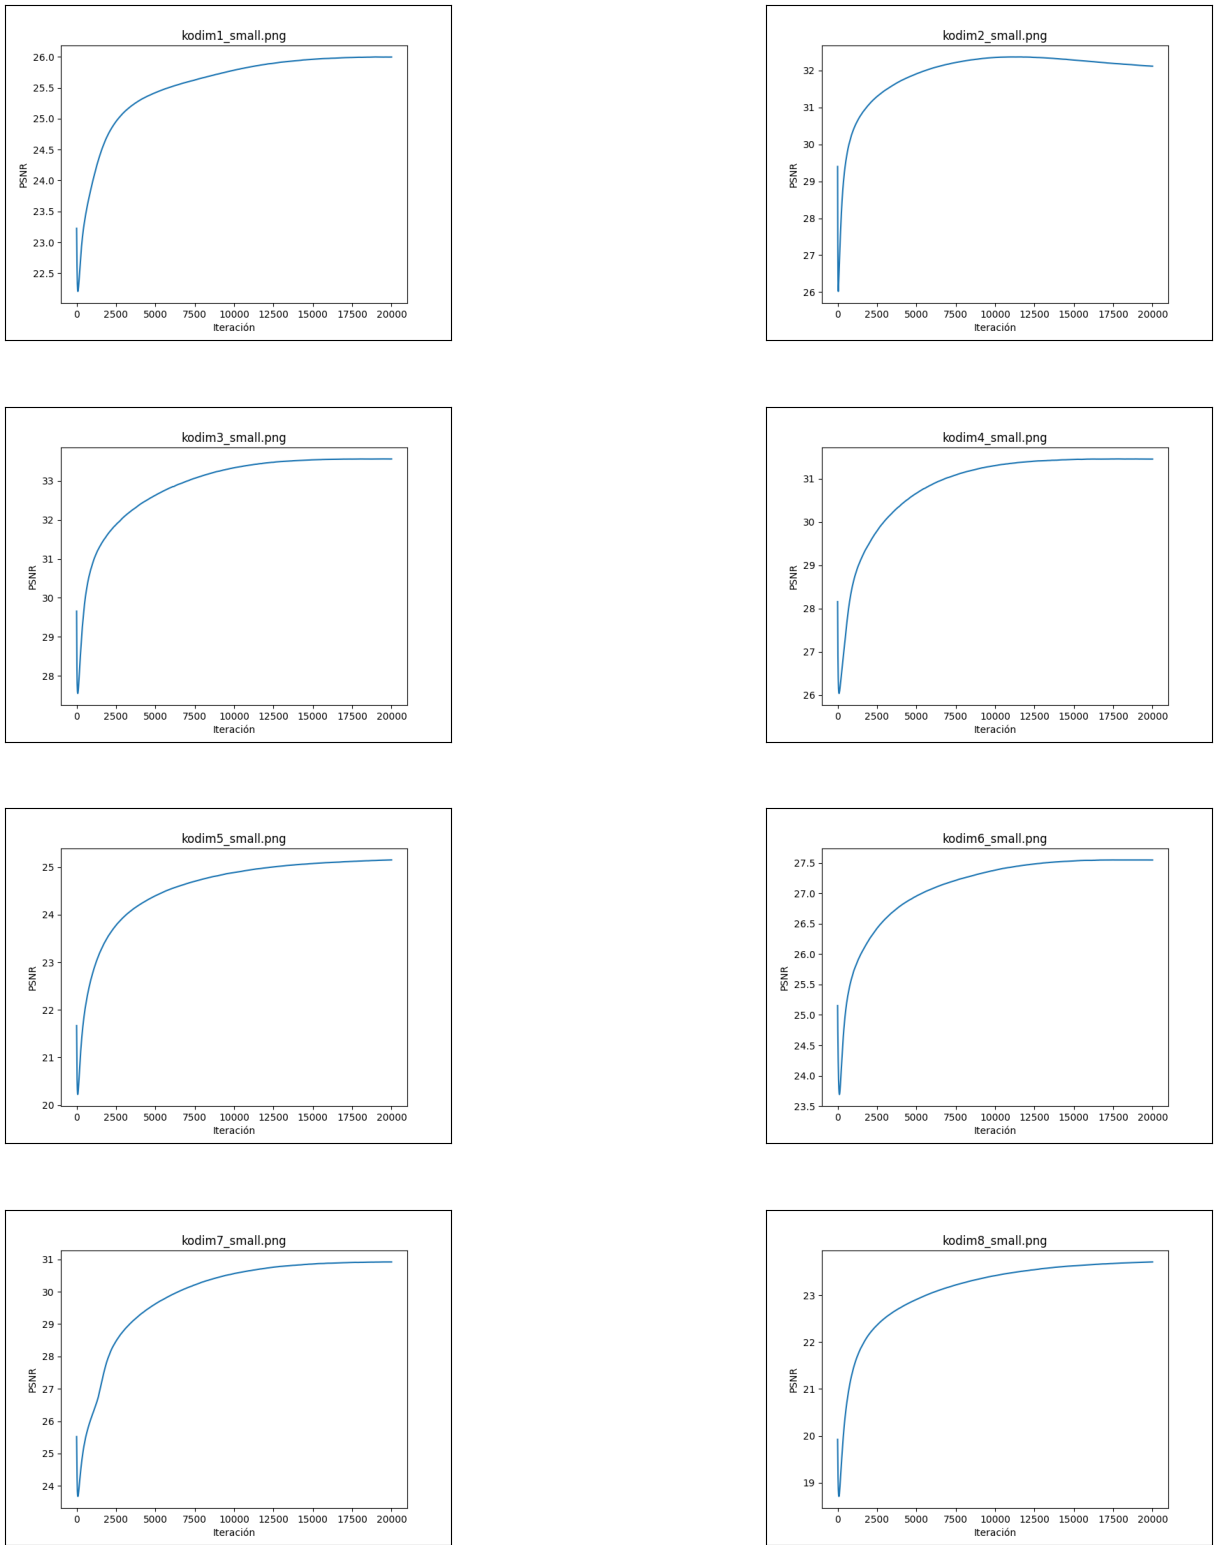 kodim1_small.png
26.0
25.5
25.0
24.5
24.0
23.5
23.0
22.5
PSNR
0 2500 5000 7500 10000 12500 15000 17500 20000
Iteración
kodim2_small.png
32
31
30
29
28
27
26
PSNR
0 2500 5000 7500 10000 12500 15000 17500 20000
Iteración
kodim3_small.png
33
32
31
30
29
28
PSNR
0 2500 5000 7500 10000 12500 15000 17500 20000
Iteración
kodim4_small.png
31
30
29
28
27
26
PSNR
0 2500 5000 7500 10000 12500 15000 17500 20000
Iteración
kodim5_small.png
25
24
23
22
21
20
PSNR
0 2500 5000 7500 10000 12500 15000 17500 20000
Iteración
kodim6_small.png
27.5
27.0
26.5
26.0
25.5
25.0
24.5
24.0
23.5
PSNR
0 2500 5000 7500 10000 12500 15000 17500 20000
Iteración
kodim7_small.png
31
30
29
28
27
26
25
24
PSNR
0 2500 5000 7500 10000 12500 15000 17500 20000
Iteración
kodim8_small.png
23
22
21
20
19
PSNR
0 2500 5000 7500 10000 12500 15000 17500 20000
Iteración